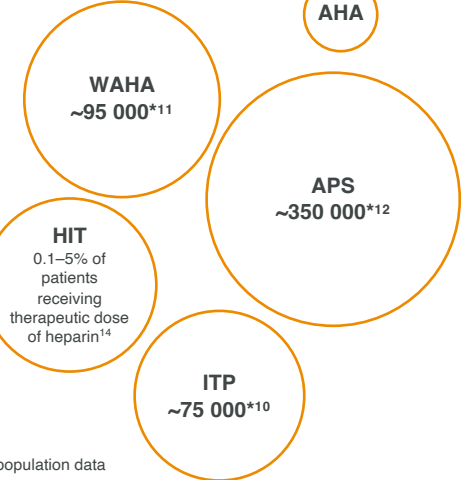 AHA
WAHA
~95 000*11
APS
~350 000*12
HIT
0.1–5% of
patients
receiving
therapeutic dose
of heparin14
ITP
~75 000*10
population data